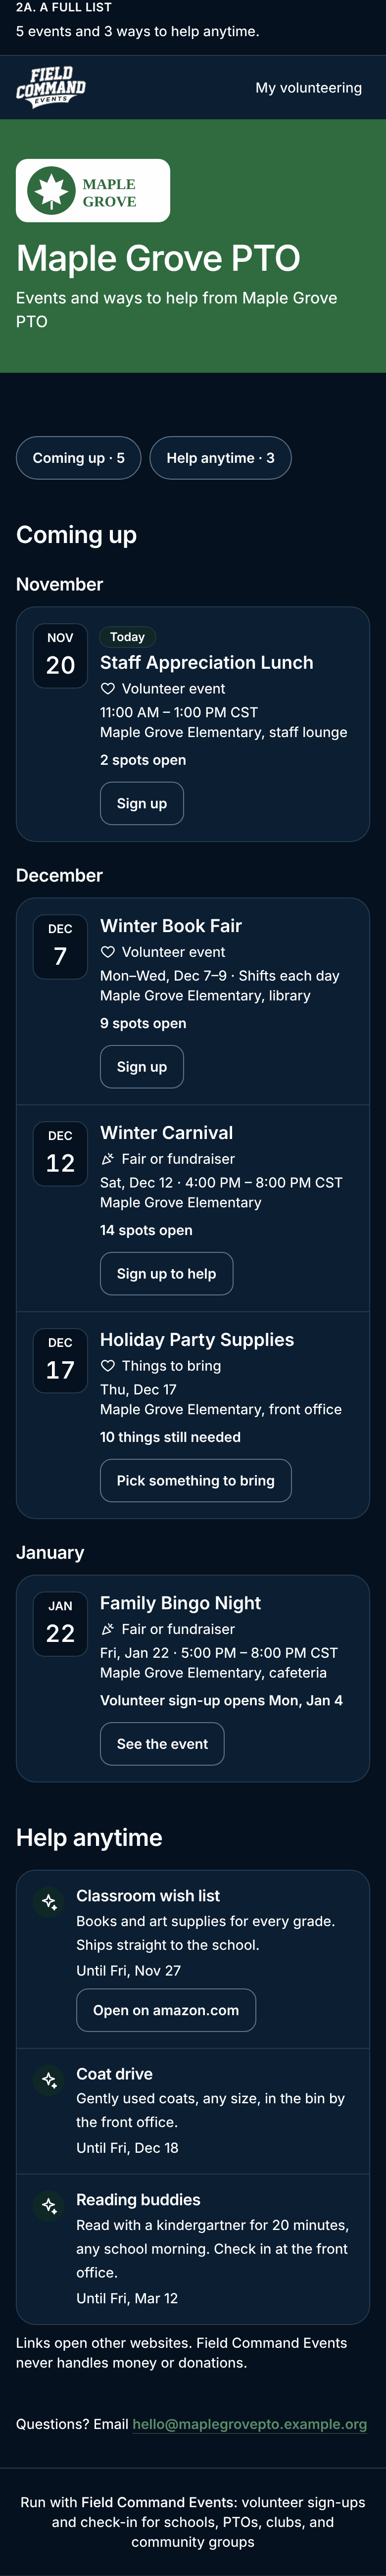 2A. A FULL LIST
5 events and 3 ways to help anytime.
FIELD
COMMAND
EVENTS
My volunteering
MAPLE
GROVE
Maple Grove PTO
Events and ways to help from Maple Grove
PTO
Coming up · 5
Help anytime · 3
Coming up
November
NOV
20
Today
Staff Appreciation Lunch
Volunteer event
11:00 AM – 1:00 PM CST
Maple Grove Elementary, staff lounge
2 spots open
Sign up
December
DEC
7
Winter Book Fair
Volunteer event
Mon–Wed, Dec 7–9 · Shifts each day
Maple Grove Elementary, library
9 spots open
Sign up
DEC
12
Winter Carnival
Fair or fundraiser
Sat, Dec 12 · 4:00 PM – 8:00 PM CST
Maple Grove Elementary
14 spots open
Sign up to help
DEC
17
Holiday Party Supplies
Things to bring
Thu, Dec 17
Maple Grove Elementary, front office
10 things still needed
Pick something to bring
January
JAN
22
Family Bingo Night
Fair or fundraiser
Fri, Jan 22 · 5:00 PM – 8:00 PM CST
Maple Grove Elementary, cafeteria
Volunteer sign-up opens Mon, Jan 4
See the event
Help anytime
Classroom wish list
Books and art supplies for every grade.
Ships straight to the school.
Until Fri, Nov 27
Open on amazon.com
Coat drive
Gently used coats, any size, in the bin by
the front office.
Until Fri, Dec 18
Reading buddies
Read with a kindergartner for 20 minutes,
any school morning. Check in at the front
office.
Until Fri, Mar 12
Links open other websites. Field Command Events
never handles money or donations.
Questions? Email hello@maplegrovepto.example.org
Run with Field Command Events: volunteer sign-ups
and check-in for schools, PTOs, clubs, and
community groups